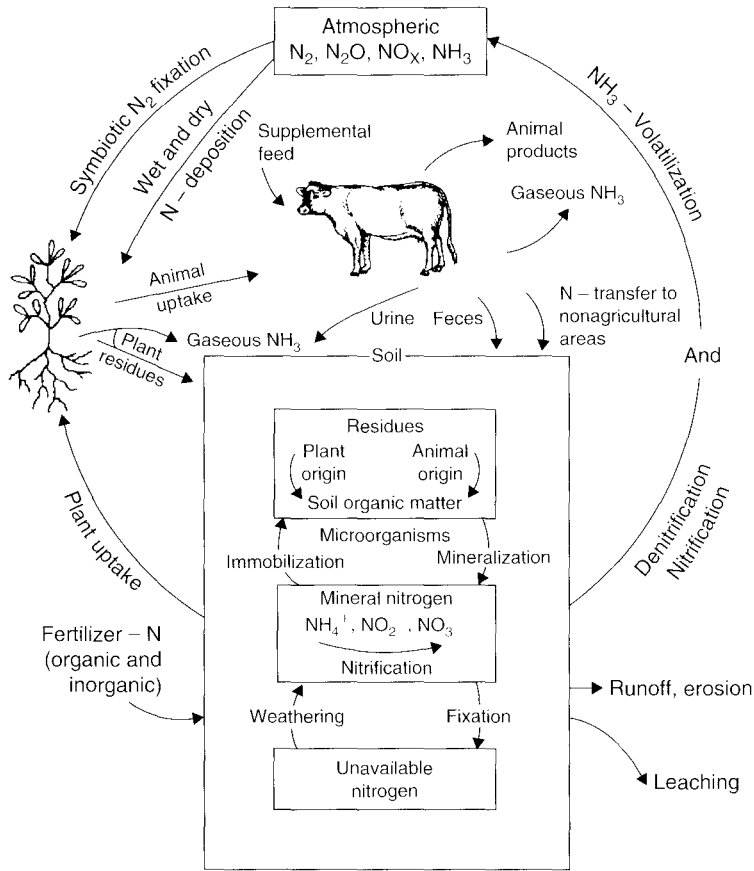 Atmospheric
N₂, N₂O, NOₓ, NH₃
Symbiotic N₂ fixation
Wet and dry
N – deposition
NH₃ – Volatilization
Supplemental
feed
Animal
products
Gaseous NH₃
Animal
uptake
N – transfer to
nonagricultural
areas
Urine Feces
Gaseous NH₃
Plant
residues
Soil
And
Residues
Plant
origin
Animal
origin
Soil organic matter
Microorganisms
Immobilization
Mineralization
Plant uptake
Denitrification
Nitrification
Mineral nitrogen
NH₄⁺, NO₂ , NO₃
Nitrification
Fertilizer – N
(organic and
inorganic)
Weathering
Fixation
Runoff, erosion
Unavailable
nitrogen
Leaching